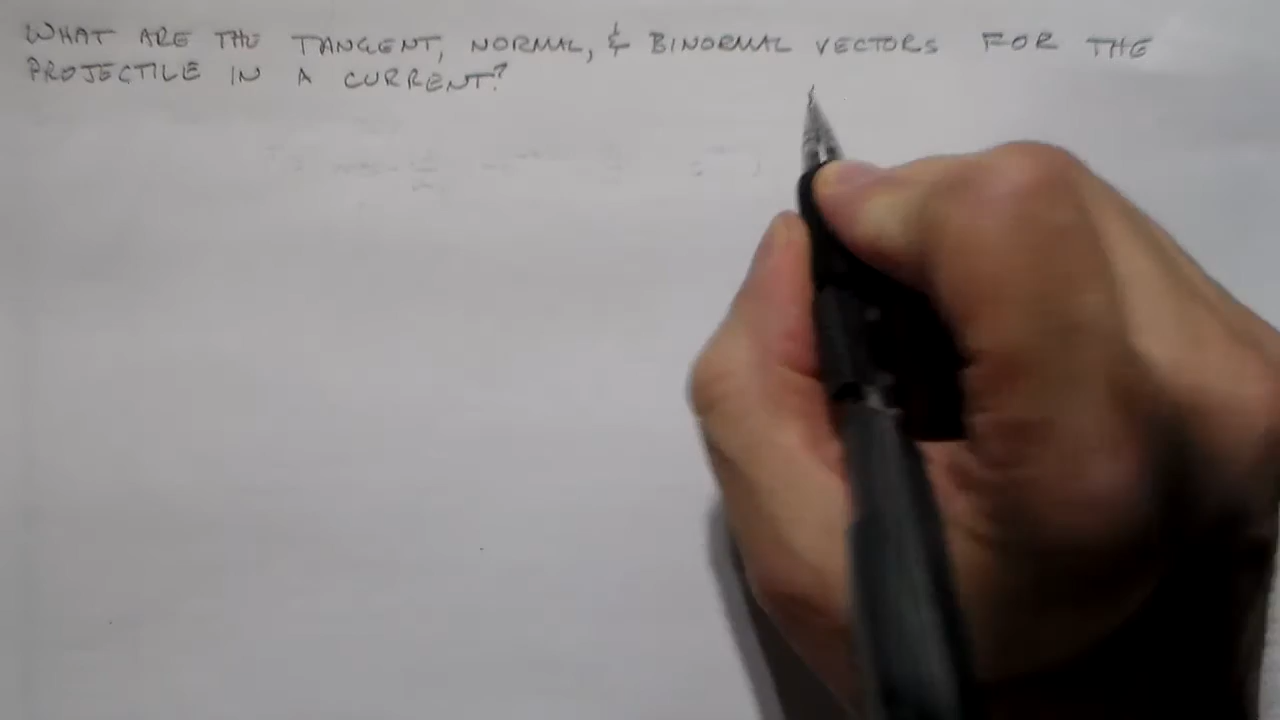 WHAT ARE THE TANGENT, NORMAL, & BINORMAL VECTORS FOR THE
PROJECTILE IN A CURRENT?